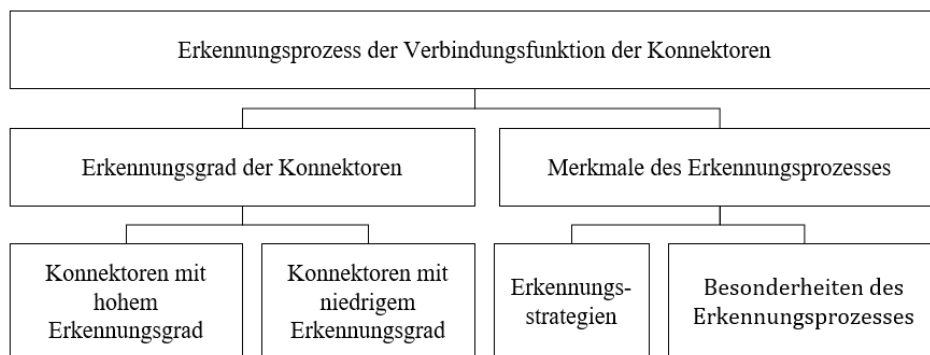 Erkennungsprozess der Verbindungsfunktion der Konnektoren
Erkennungsgrad der Konnektoren
Merkmale des Erkennungsprozesses
Konnektoren mit
hohem
Erkennungsgrad
Konnektoren mit
niedrigem
Erkennungsgrad
Erkennungs-
strategien
Besonderheiten des
Erkennungsprozesses